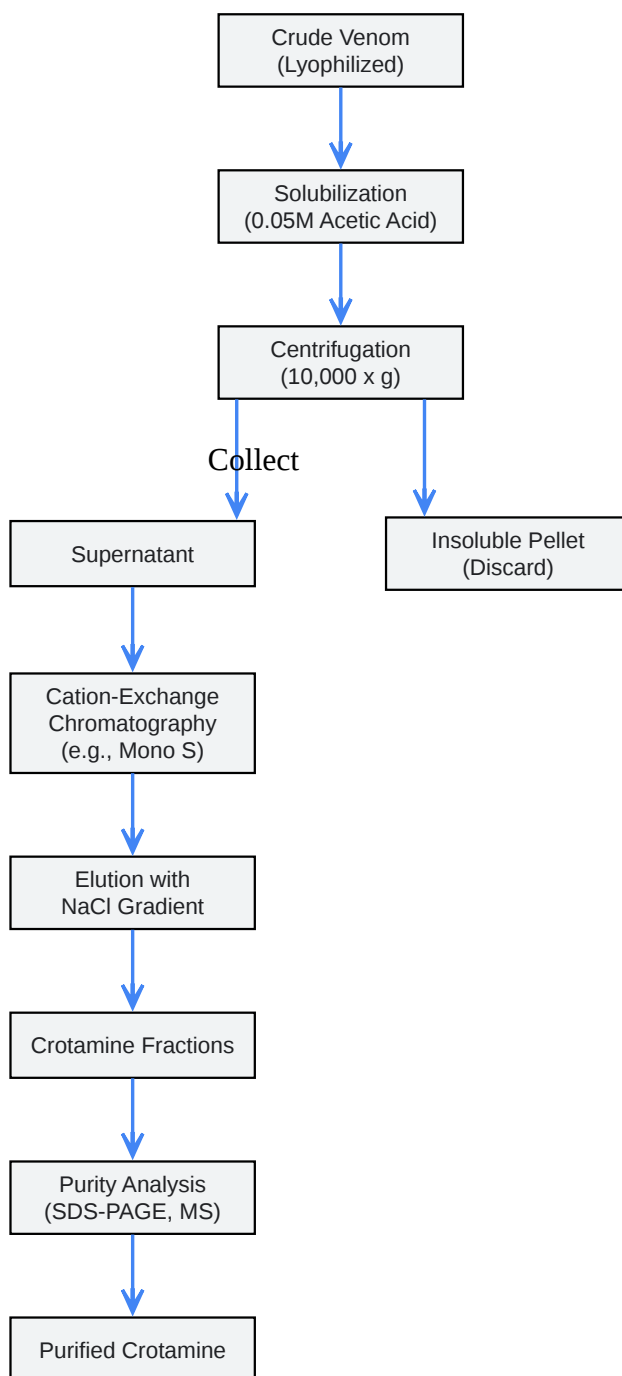 Crude Venom
(Lyophilized)
Solubilization
(0.05M Acetic Acid)
Centrifugation
(10,000 x g)
Collect
Supernatant
Insoluble Pellet
(Discard)
Cation-Exchange
Chromatography
(e.g., Mono S)
Elution with
NaCl Gradient
Crotamine Fractions
Purity Analysis
(SDS-PAGE, MS)
Purified Crotamine